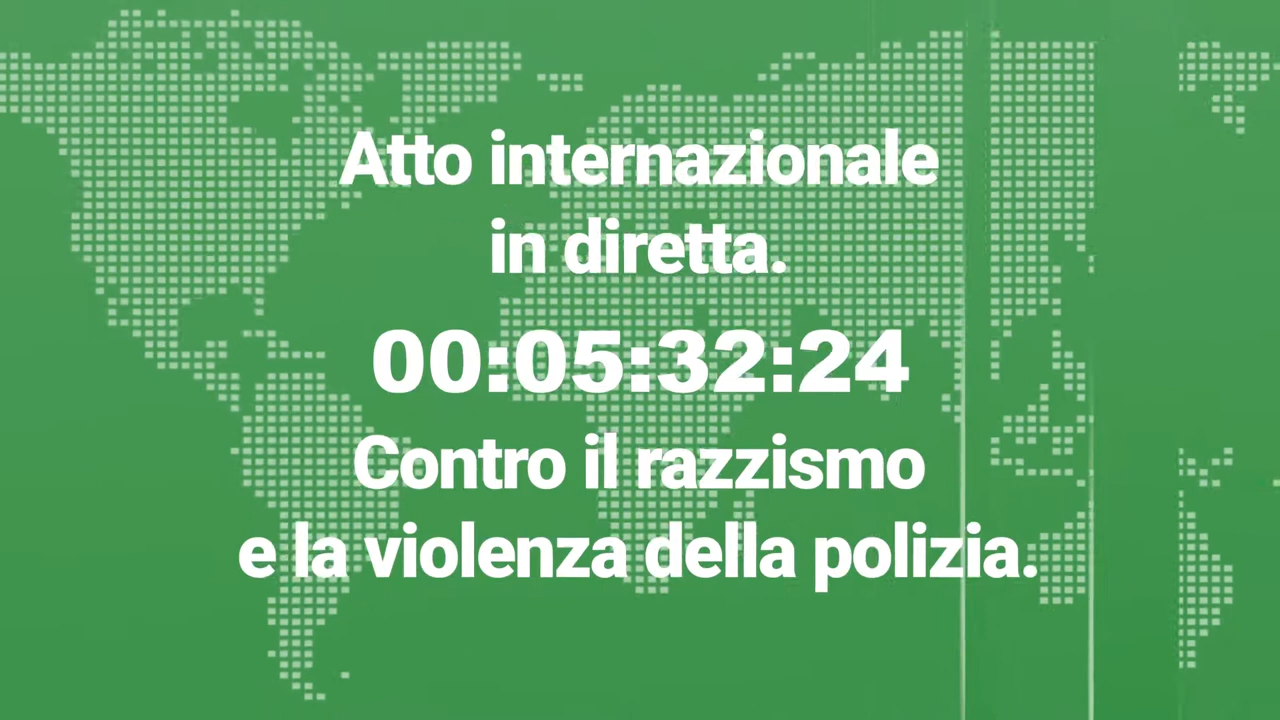 Atto internazionale
in diretta.
00:05:32:24
Contro il razzismo
e la violenza della polizia.